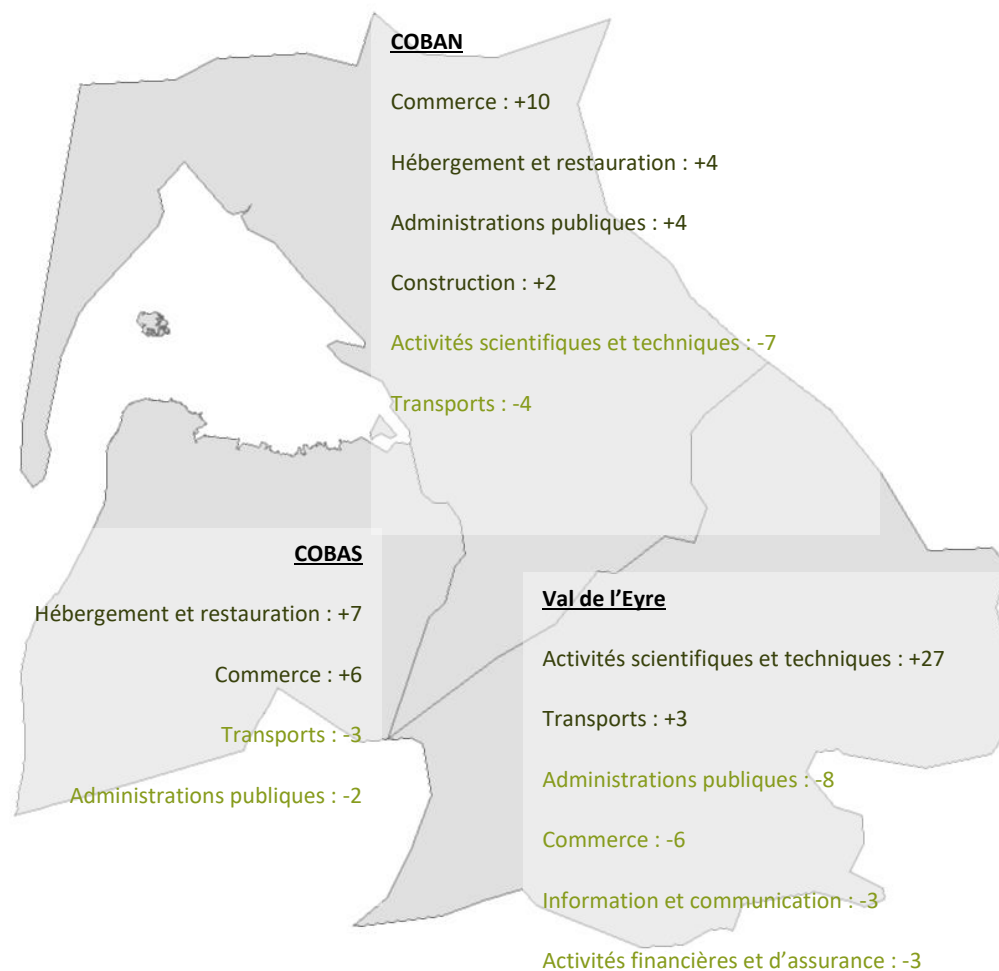 COBAN
Commerce : +10
Hébergement et restauration : +4
Administrations publiques : +4
Construction : +2
Activités scientifiques et techniques : -7
Transports : -4
COBAS
Hébergement et restauration : +7
Commerce : +6
Transports : -3
Administrations publiques : -2
Val de l’Eyre
Activités scientifiques et techniques : +27
Transports : +3
Administrations publiques : -8
Commerce : -6
Information et communication : -3
Activités financières et d’assurance : -3